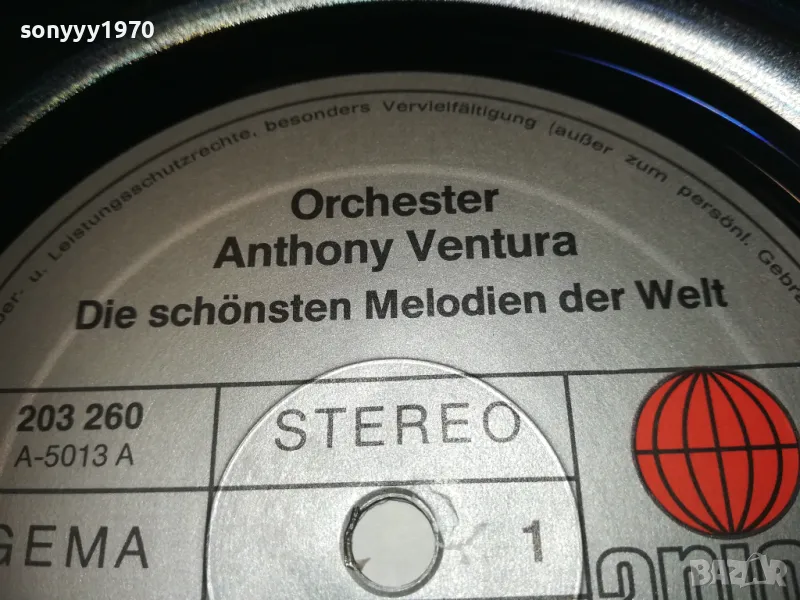 sonyyy1970
u. Leistungsschutzrechte, besonders Vervielfältigung (außer zum persönl.
Orchester
Anthony Ventura
Die schönsten Melodien der Welt
203 260
A-5013 A
STEREO
GEMA
1
BAZAR